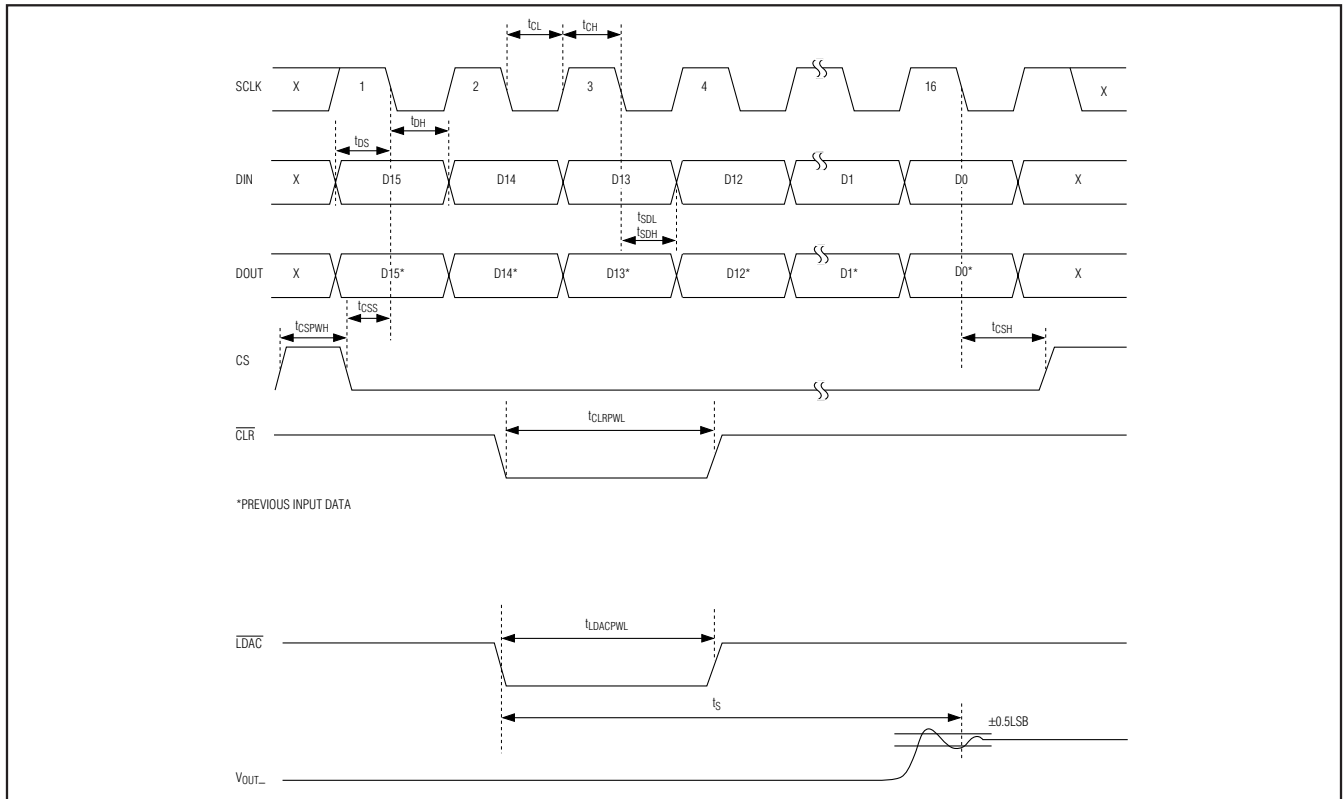 tCL tCH
SCLK X 1 2 3 4 16 X
tDH
tDS
DIN X D15 D14 D13 D12 D1 D0 X
tSDL
tSDH
DOUT X D15* D14* D13* D12* D1* D0* X
tCSS
tCSPWH tCSH
CS
tCLRPWL
CLR
*PREVIOUS INPUT DATA
tLDACPWL
LDAC
tS
±0.5LSB
VOUT_